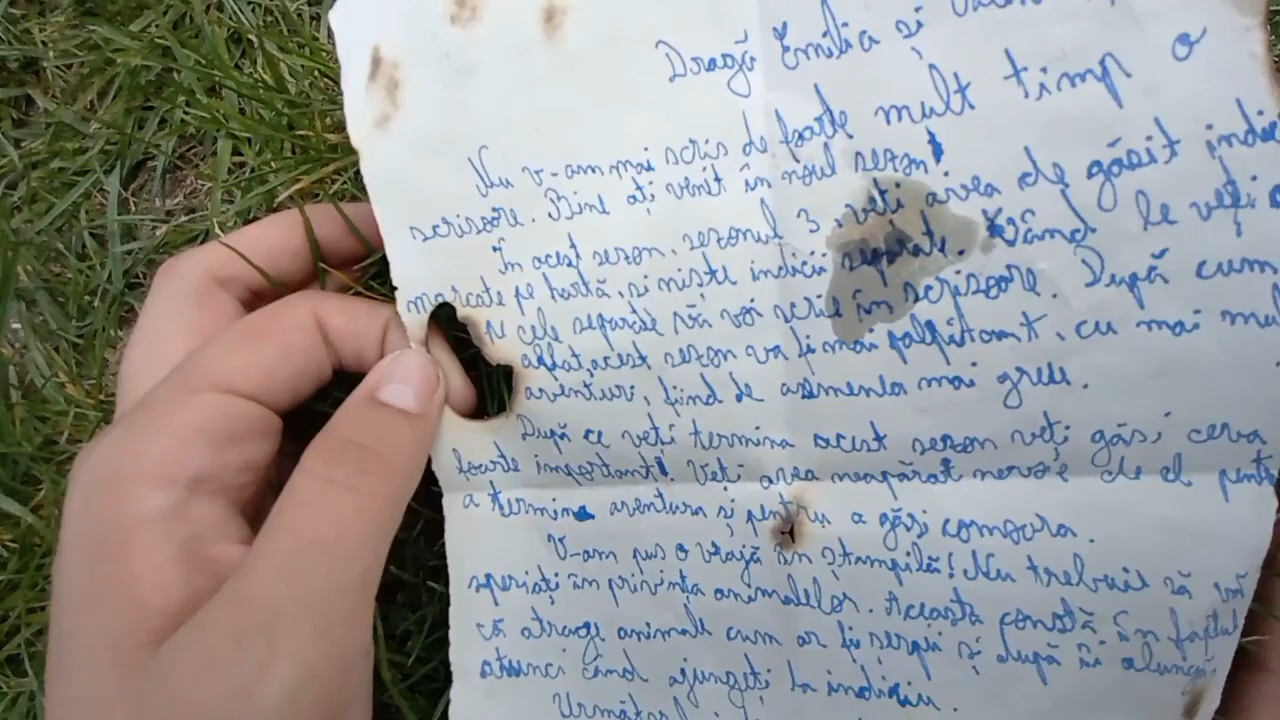 Dragă Emilia și
Nu v-am mai scris de foarte mult timp o
scrisoare. Bine ați venit în noul sezon!
În acest sezon, sezonul 3, veți avea de găsit indicii
marcate pe hartă, și niște indicii separate. Când le veți
pe cele separate vă voi scrie în scrisoare. După cum
aflat, acest sezon va fi mai palpitant, cu mai mul
aventuri, fiind de asemenea mai grele.
După ce veți termina acest sezon veți găsi ceva
foarte important! Veți avea neapărat nevoie de el pentru
a termina aventura și pentru a găsi comoara.
V-am pus o vrajă în ștampilă! Nu trebuie să vă
speriați în privința animalelor. Aceasta constă în faptul
că atrage animale cum ar fi șerpii și după îi alungă
atunci când ajungeți la indiciu.